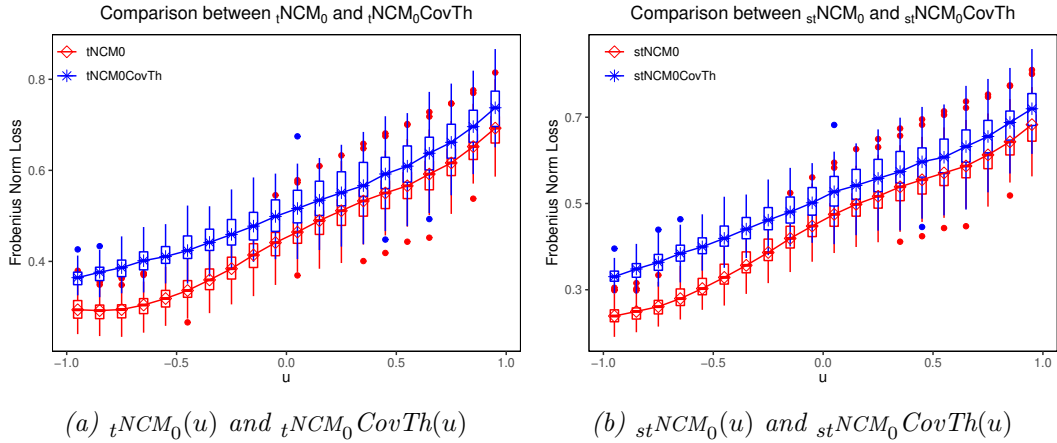 Comparison between ₜNCM₀ and ₜNCM₀CovTh
Frobenius Norm Loss
tNCM0
tNCM0CovTh
0.8
0.6
0.4
−1.0 −0.5 0.0 0.5 1.0
u
(a) ₜNCM₀(u) and ₜNCM₀CovTh(u)
Comparison between ₛₜNCM₀ and ₛₜNCM₀CovTh
Frobenius Norm Loss
stNCM0
stNCM0CovTh
0.7
0.5
0.3
−1.0 −0.5 0.0 0.5 1.0
u
(b) ₛₜNCM₀(u) and ₛₜNCM₀CovTh(u)